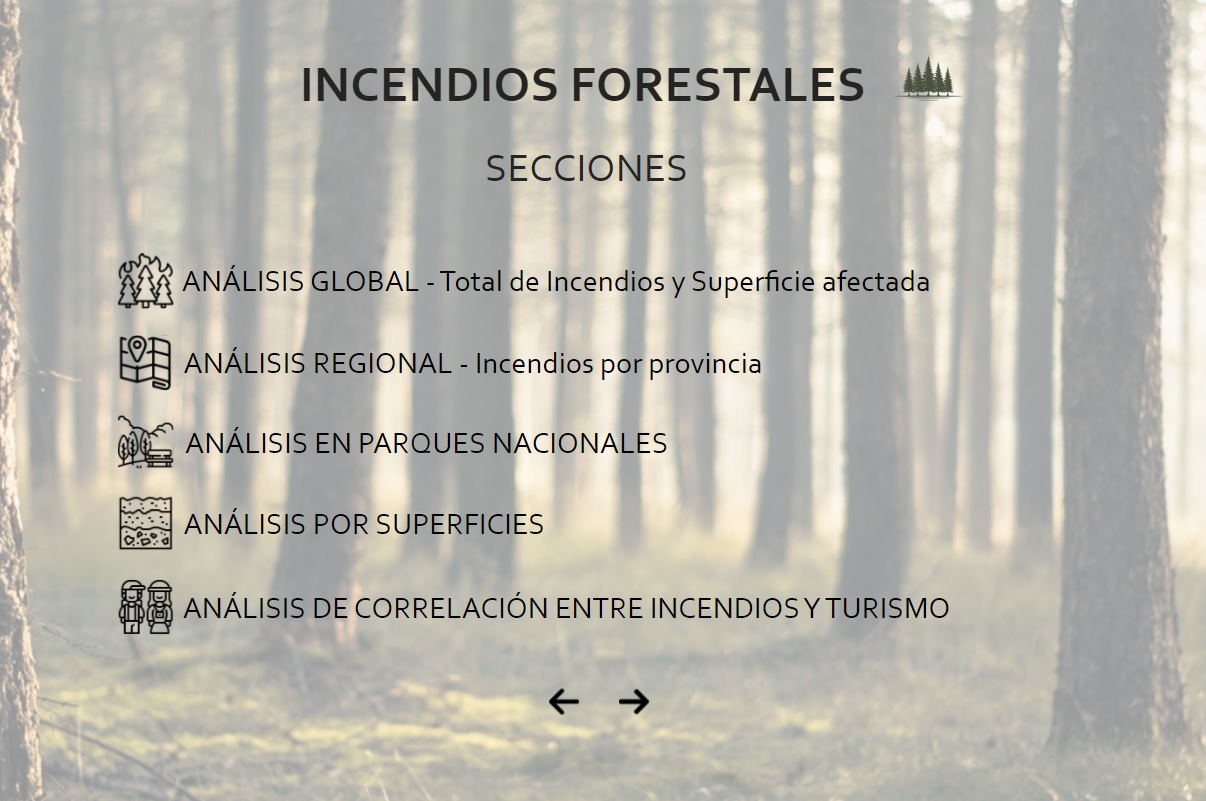 INCENDIOS FORESTALES
SECCIONES
ANÁLISIS GLOBAL - Total de Incendios y Superficie afectada
ANÁLISIS REGIONAL - Incendios por provincia
ANÁLISIS EN PARQUES NACIONALES
ANÁLISIS POR SUPERFICIES
ANÁLISIS DE CORRELACIÓN ENTRE INCENDIOS Y TURISMO